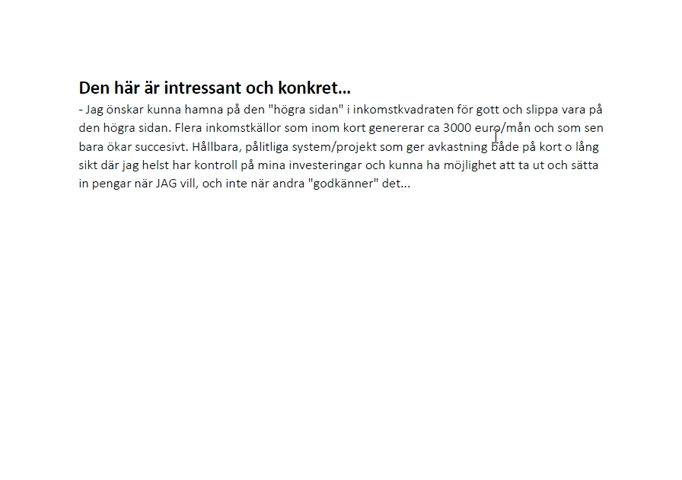 Den här är intressant och konkret...
- Jag önskar kunna hamna på den "högra sidan" i inkomstkvadraten för gott och slippa vara på
den högra sidan. Flera inkomstkällor som inom kort genererar ca 3000 euro/mån och som sen
bara ökar succesivt. Hållbara, pålitliga system/projekt som ger avkastning både på kort o lång
sikt där jag helst har kontroll på mina investeringar och kunna ha möjlighet att ta ut och sätta
in pengar när JAG vill, och inte när andra "godkänner" det...